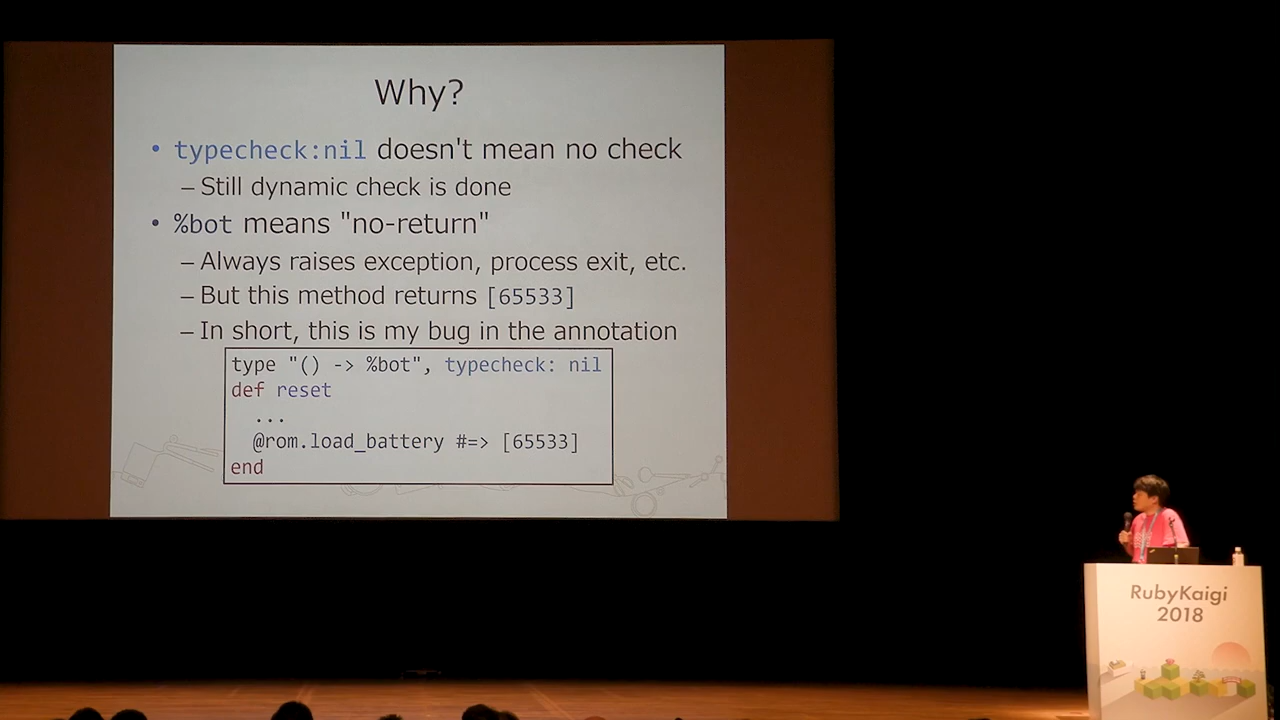 Why?
• typecheck:nil doesn't mean no check
– Still dynamic check is done
• %bot means "no-return"
– Always raises exception, process exit, etc.
– But this method returns [65533]
– In short, this is my bug in the annotation
type "() -> %bot", typecheck: nil
def reset
...
@rom.load_battery #=> [65533]
end
RubyKaigi
2018